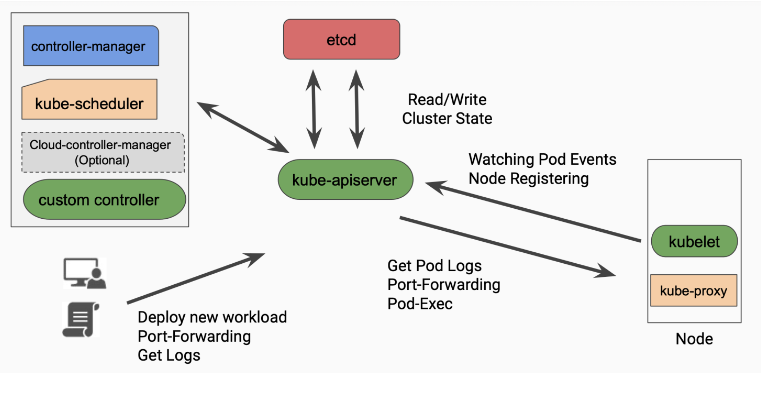 controller-manager
kube-scheduler
Cloud-controller-manager
(Optional)
custom controller
etcd
Read/Write
Cluster State
kube-apiserver
Watching Pod Events
Node Registering
kubelet
kube-proxy
Node
Get Pod Logs
Port-Forwarding
Pod-Exec
Deploy new workload
Port-Forwarding
Get Logs